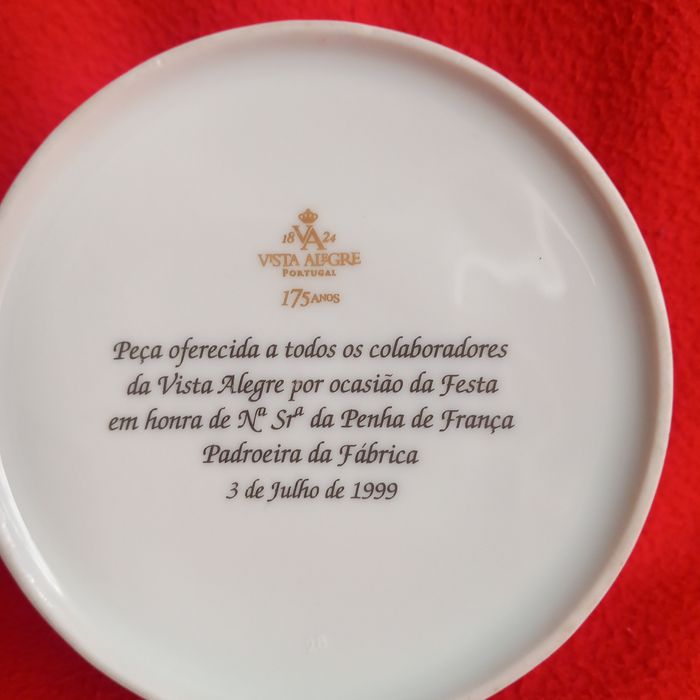 18 VA 24
VISTA ALEGRE
PORTUGAL
175 ANOS
Peça oferecida a todos os colaboradores
da Vista Alegre por ocasião da Festa
em honra de Nª Srª da Penha de França
Padroeira da Fábrica
3 de Julho de 1999
28